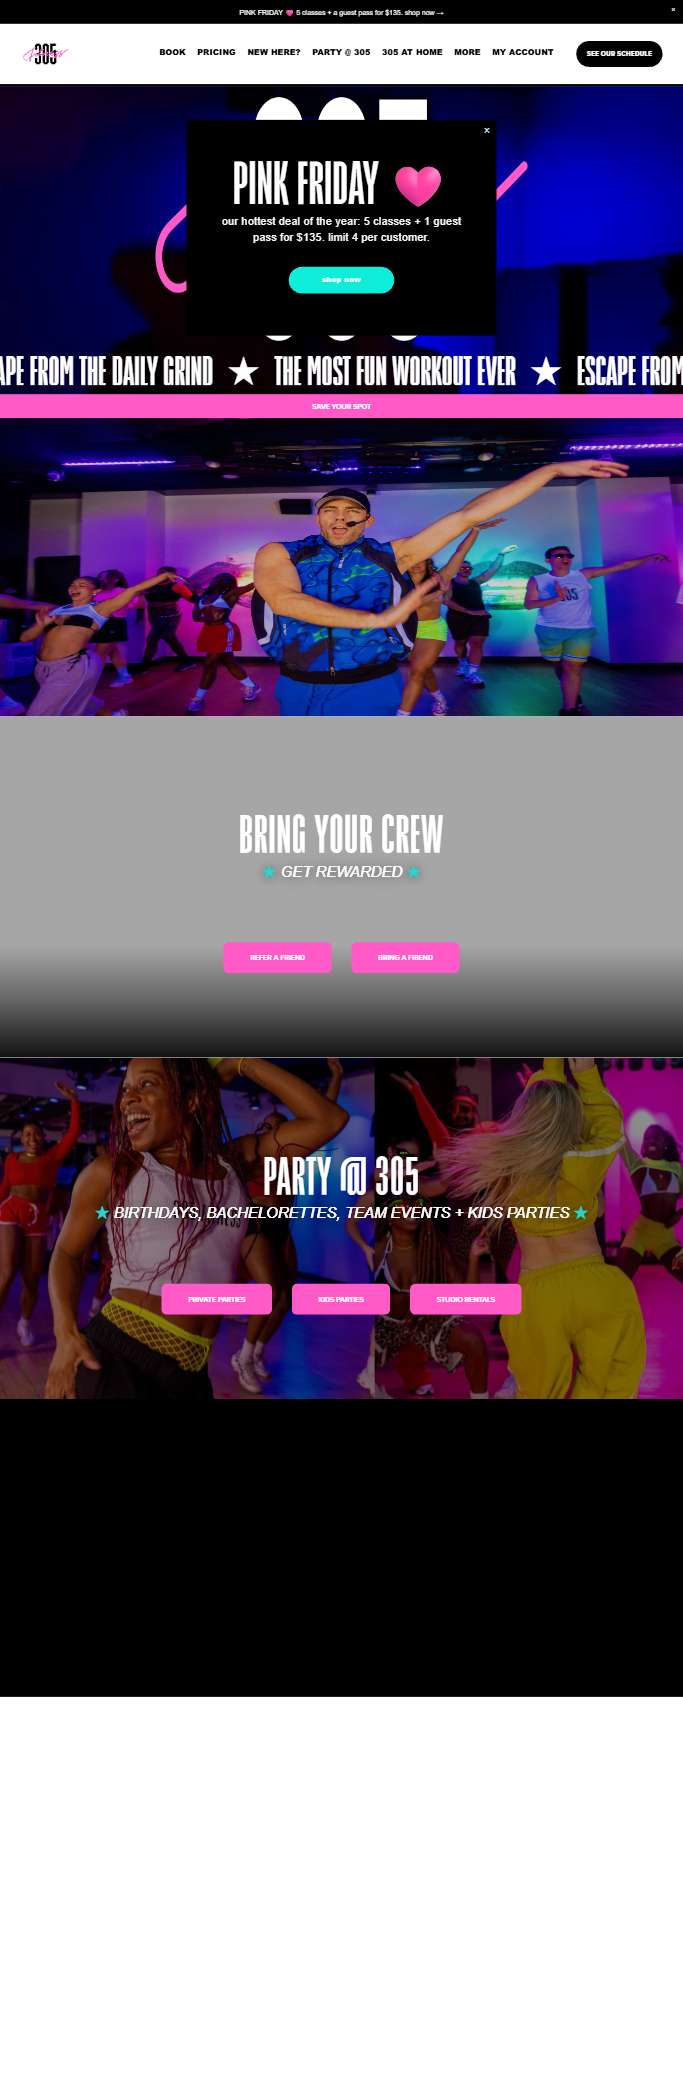 PINK FRIDAY 5 classes + a guest pass for $135. shop now →
305
BOOK PRICING NEW HERE? PARTY @ 305 305 AT HOME MORE MY ACCOUNT
SEE OUR SCHEDULE
x
PINK FRIDAY
our hottest deal of the year: 5 classes + 1 guest
pass for $135. limit 4 per customer.
shop now
APE FROM THE DAILY GRIND ★ THE MOST FUN WORKOUT EVER ★ ESCAPE FROM
SAVE YOUR SPOT
305
BRING YOUR CREW
★ GET REWARDED ★
REFER A FRIEND
BRING A FRIEND
PARTY @ 305
★ BIRTHDAYS, BACHELORETTES, TEAM EVENTS + KIDS PARTIES ★
PRIVATE PARTIES
KIDS PARTIES
STUDIO RENTALS